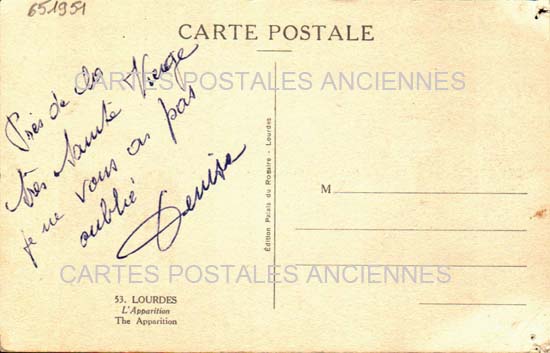 651951
CARTE POSTALE
CARTES POSTALES ANCIENNES
Près de la
très Sainte Vierge
je ne vous ai pas
oublié
Denise
Édition Palais du Rosaire - Lourdes
M
CARTES POSTALES ANCIENNES
53. LOURDES
L'Apparition
The Apparition